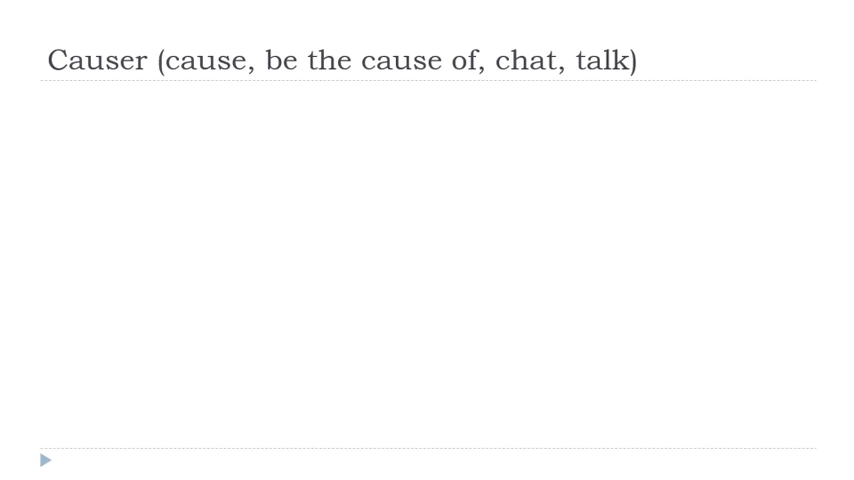 Causer (cause, be the cause of, chat, talk)